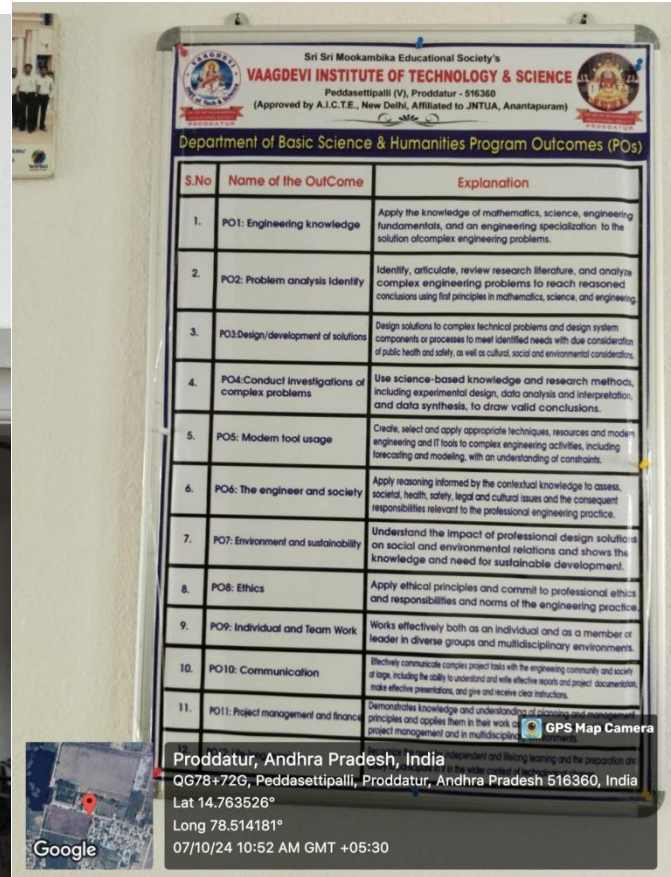 Sri Sri Mookambika Educational Society's
VAAGDEVI INSTITUTE OF TECHNOLOGY & SCIENCE
Peddasettipalli (V), Proddatur - 516360
(Approved by A.I.C.T.E., New Delhi, Affiliated to JNTUA, Anantapuram)
VAAGDEVI
PRODDATUR
PRODDATUR
Department of Basic Science & Humanities Program Outcomes (POs)
S.No Name of the OutCome Explanation
1. PO1: Engineering knowledge
Apply the knowledge of mathematics, science, engineering
fundamentals, and an engineering specialization to the
solution ofcomplex engineering problems.
2. PO2: Problem analysis Identify
Identify, articulate, review research literature, and analyze
complex engineering problems to reach reasoned
conclusions using first principles in mathematics, science, and engineering.
3. PO3:Design/development of solutions
Design solutions to complex technical problems and design system
components or processes to meet identified needs with due consideration
of public health and safety, as well as cultural, social and environmental considerations.
4. PO4:Conduct investigations of
complex problems
Use science-based knowledge and research methods,
including experimental design, data analysis and interpretation,
and data synthesis, to draw valid conclusions.
5. PO5: Modern tool usage
Create, select and apply appropriate techniques, resources and modern
engineering and IT tools to complex engineering activities, including
forecasting and modeling, with an understanding of constraints.
6. PO6: The engineer and society
Apply reasoning informed by the contextual knowledge to assess,
societal, health, safety, legal and cultural issues and the consequent
responsibilities relevant to the professional engineering practice.
7. PO7: Environment and sustainability
Understand the impact of professional design solutions
on social and environmental relations and shows the
knowledge and need for sustainable development.
8. PO8: Ethics
Apply ethical principles and commit to professional ethics
and responsibilities and norms of the engineering practice.
9. PO9: Individual and Team Work
Works effectively both as an individual and as a member or
leader in diverse groups and multidisciplinary environments.
10. PO10: Communication
Effectively communicate complex project tasks with the engineering community and society
at large, including the ability to understand and write effective reports and project documentation,
make effective presentations, and give and receive clear instructions.
11. PO11: Project management and finance
Demonstrates knowledge and understanding of planning and management
principles and applies them in their work as
project management and in multidisciplinary
12.
independent and lifelong learning and the preparation and
GPS Map Camera
Proddatur, Andhra Pradesh, India
QG78+72G, Peddasettipalli, Proddatur, Andhra Pradesh 516360, India
Lat 14.763526°
Long 78.514181°
07/10/24 10:52 AM GMT +05:30
Google